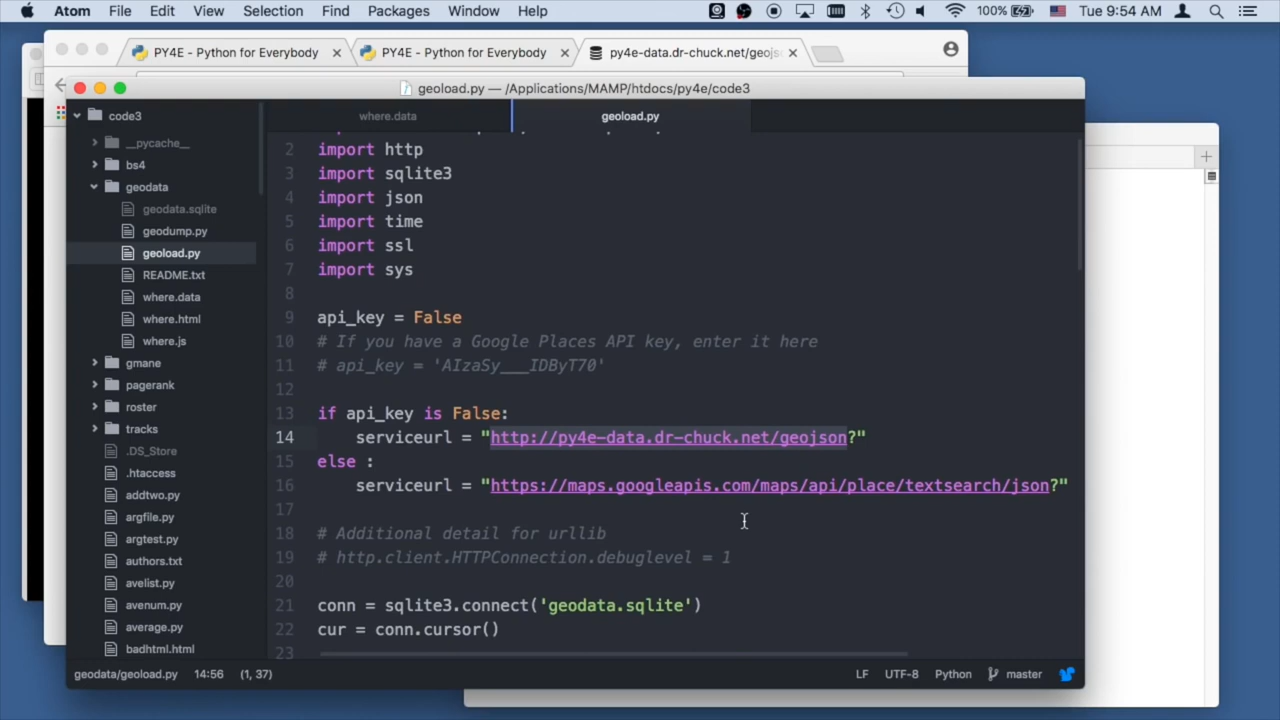 Atom File Edit View Selection Find Packages Window Help 100% Tue 9:54 AM
PY4E - Python for Everybody PY4E - Python for Everybody py4e-data.dr-chuck.net/geojs
geoload.py — /Applications/MAMP/htdocs/py4e/code3
code3
__pycache__
bs4
geodata
geodata.sqlite
geodump.py
geoload.py
README.txt
where.data
where.html
where.js
gmane
pagerank
roster
tracks
.DS_Store
.htaccess
addtwo.py
argfile.py
argtest.py
authors.txt
avelist.py
avenum.py
average.py
badhtml.html
where.data geoload.py
2 import http
3 import sqlite3
4 import json
5 import time
6 import ssl
7 import sys
8
9 api_key = False
10 # If you have a Google Places API key, enter it here
11 # api_key = 'AIzaSy___IDByT70'
12
13 if api_key is False:
14 serviceurl = "http://py4e-data.dr-chuck.net/geojson?"
15 else :
16 serviceurl = "https://maps.googleapis.com/maps/api/place/textsearch/json?"
17
18 # Additional detail for urllib
19 # http.client.HTTPConnection.debuglevel = 1
20
21 conn = sqlite3.connect('geodata.sqlite')
22 cur = conn.cursor()
23
geodata/geoload.py 14:56 (1, 37) LF UTF-8 Python master